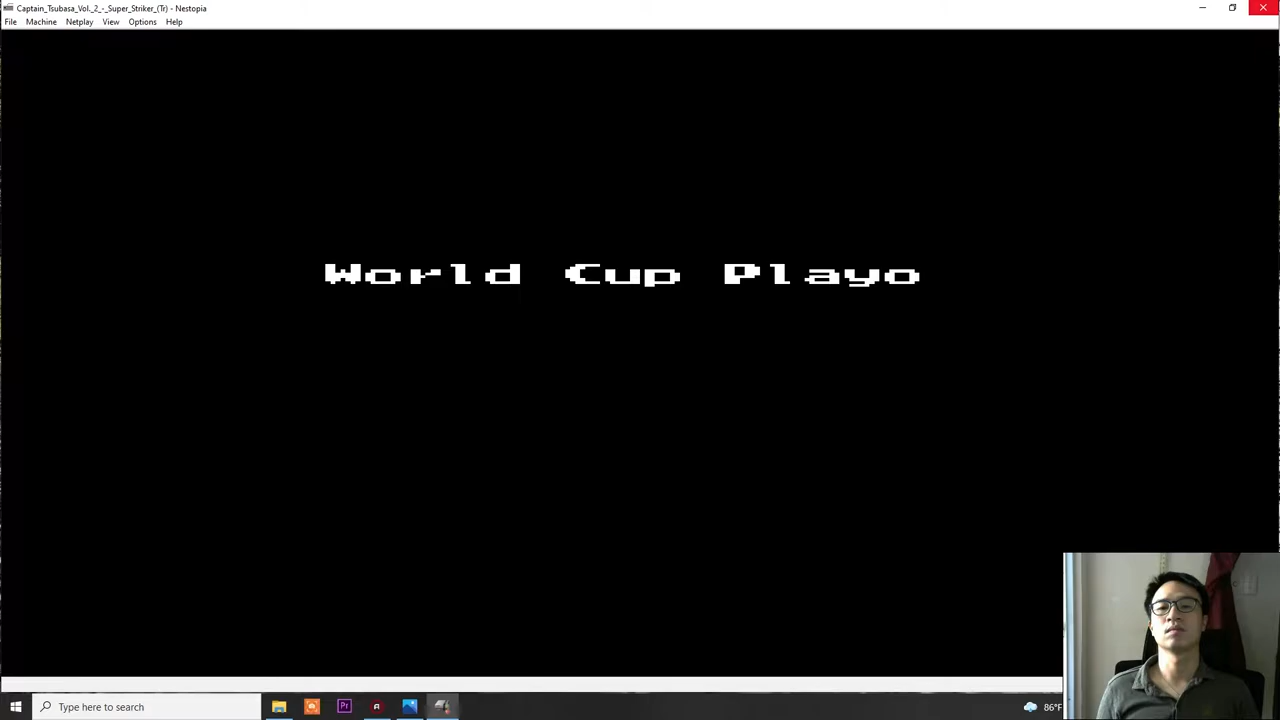 Captain_Tsubasa_Vol._2_-_Super_Striker_(Tr) - Nestopia
File Machine Netplay View Options Help
World Cup Playo
Type here to search
86°F